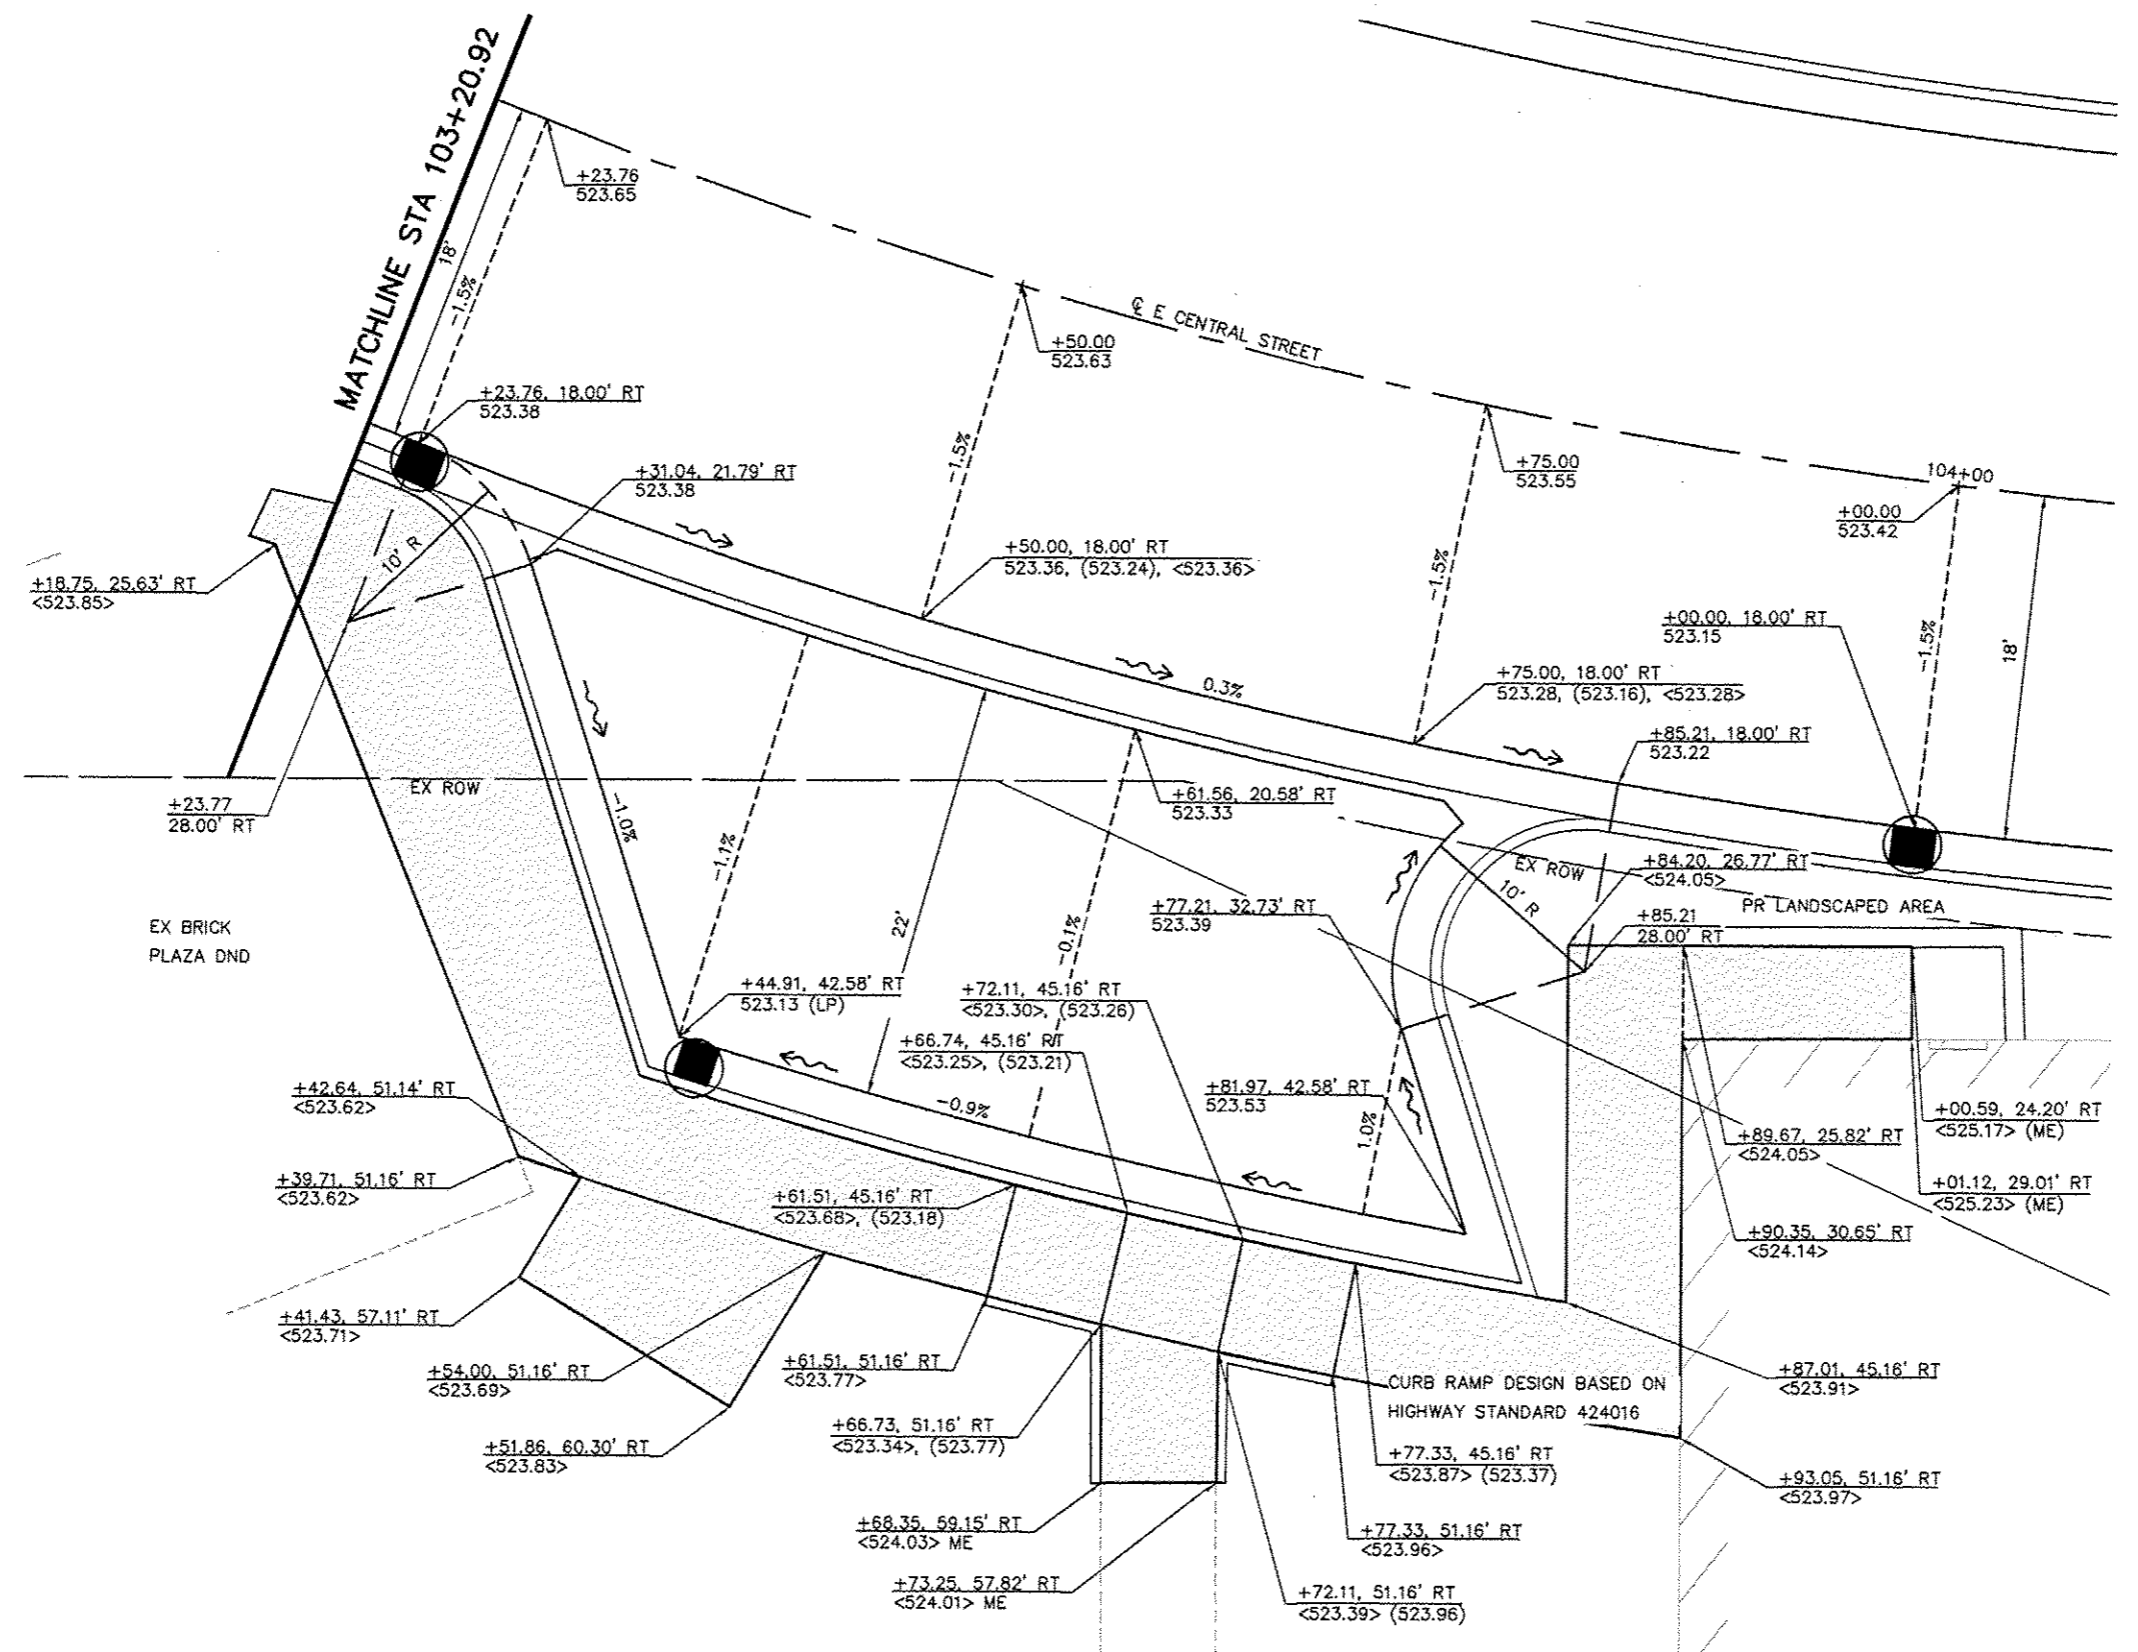 MATCHLINE STA 103+20.92
18'
-1.5%
+23.76
523.65
℄ E CENTRAL STREET
+50.00
523.63
+23.76, 18.00' RT
523.38
-1.5%
+31.04, 21.79' RT
523.38
+75.00
523.55
104+00
+00.00
523.42
10' R
+50.00, 18.00' RT
523.36, (523.24), <523.36>
-1.5%
+18.75, 25.63' RT
<523.85>
+00.00, 18.00' RT
523.15
-1.5%
18'
0.3%
+75.00, 18.00' RT
523.28, (523.16), <523.28>
+85.21, 18.00' RT
523.22
EX ROW
+23.77
28.00' RT
-1.0%
+61.56, 20.58' RT
523.33
-1.1%
EX ROW
+84.20, 26.77' RT
<524.05>
10' R
PR LANDSCAPED AREA
+77.21, 32.73' RT
523.39
+85.21
28.00' RT
EX BRICK
PLAZA DND
22'
-0.1%
+44.91, 42.58' RT
523.13 (LP)
+72.11, 45.16' RT
<523.30>, (523.26)
+66.74, 45.16' RT
<523.25>, (523.21)
+42.64, 51.14' RT
<523.62>
-0.9%
+81.97, 42.58' RT
523.53
1.0%
+00.59, 24.20' RT
<525.17> (ME)
+89.67, 25.82' RT
<524.05>
+39.71, 51.16' RT
<523.62>
+61.51, 45.16' RT
<523.68>, (523.18)
+01.12, 29.01' RT
<525.23> (ME)
+90.35, 30.65' RT
<524.14>
+41.43, 57.11' RT
<523.71>
+54.00, 51.16' RT
<523.69>
+61.51, 51.16' RT
<523.77>
CURB RAMP DESIGN BASED ON
HIGHWAY STANDARD 424016
+87.01, 45.16' RT
<523.91>
+51.86, 60.30' RT
<523.83>
+66.73, 51.16' RT
<523.34>, (523.77)
+77.33, 45.16' RT
<523.87> (523.37)
+93.05, 51.16' RT
<523.97>
+68.35, 59.15' RT
<524.03> ME
+77.33, 51.16' RT
<523.96>
+73.25, 57.82' RT
<524.01> ME
+72.11, 51.16' RT
<523.39> (523.96)